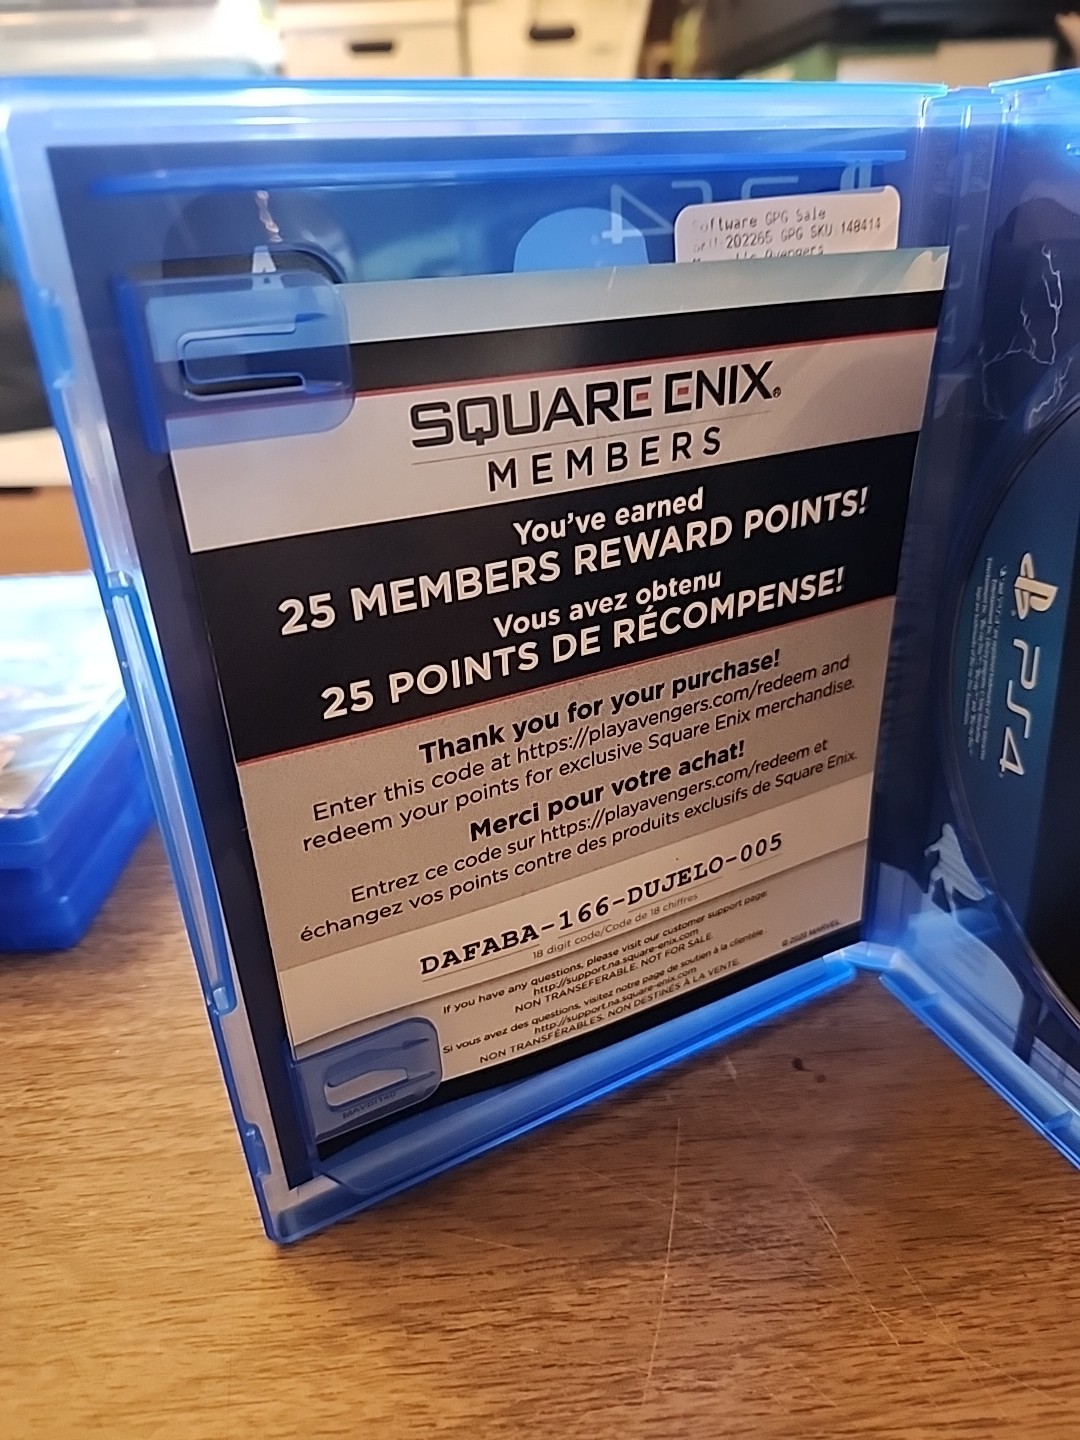 Software GPG Sale
202265 GPG SKU 148414
Avengers
SQUARE ENIX®
MEMBERS
You've earned
25 MEMBERS REWARD POINTS!
Vous avez obtenu
25 POINTS DE RÉCOMPENSE!
Thank you for your purchase!
Enter this code at https://playavengers.com/redeem and
redeem your points for exclusive Square Enix merchandise.
Merci pour votre achat!
Entrez ce code sur https://playavengers.com/redeem et
échangez vos points contre des produits exclusifs de Square Enix.
DAFABA-166-DUJELO-005
18 digit code/Code de 18 chiffres
If you have any questions, please visit our customer support page:
http://support.na.square-enix.com
NON TRANSFERABLE. NOT FOR SALE.
Si vous avez des questions, visitez notre page de soutien à la clientèle :
http://support.na.square-enix.com
NON TRANSFÉRABLES. NON DESTINÉS À LA VENTE.
© 2020 MARVEL
PS4